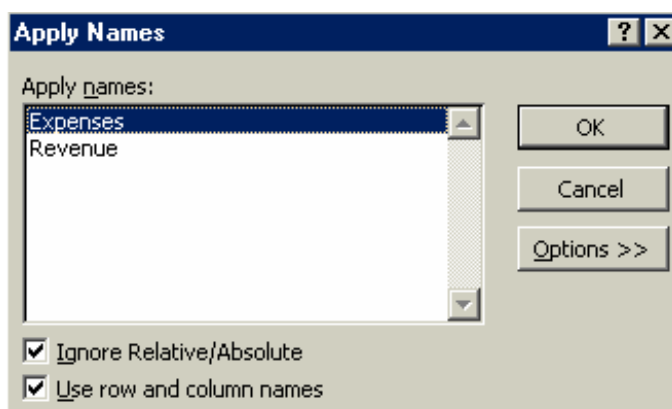 Apply Names
Apply names:
Expenses
Revenue
OK
Cancel
Options >>
Ignore Relative/Absolute
Use row and column names